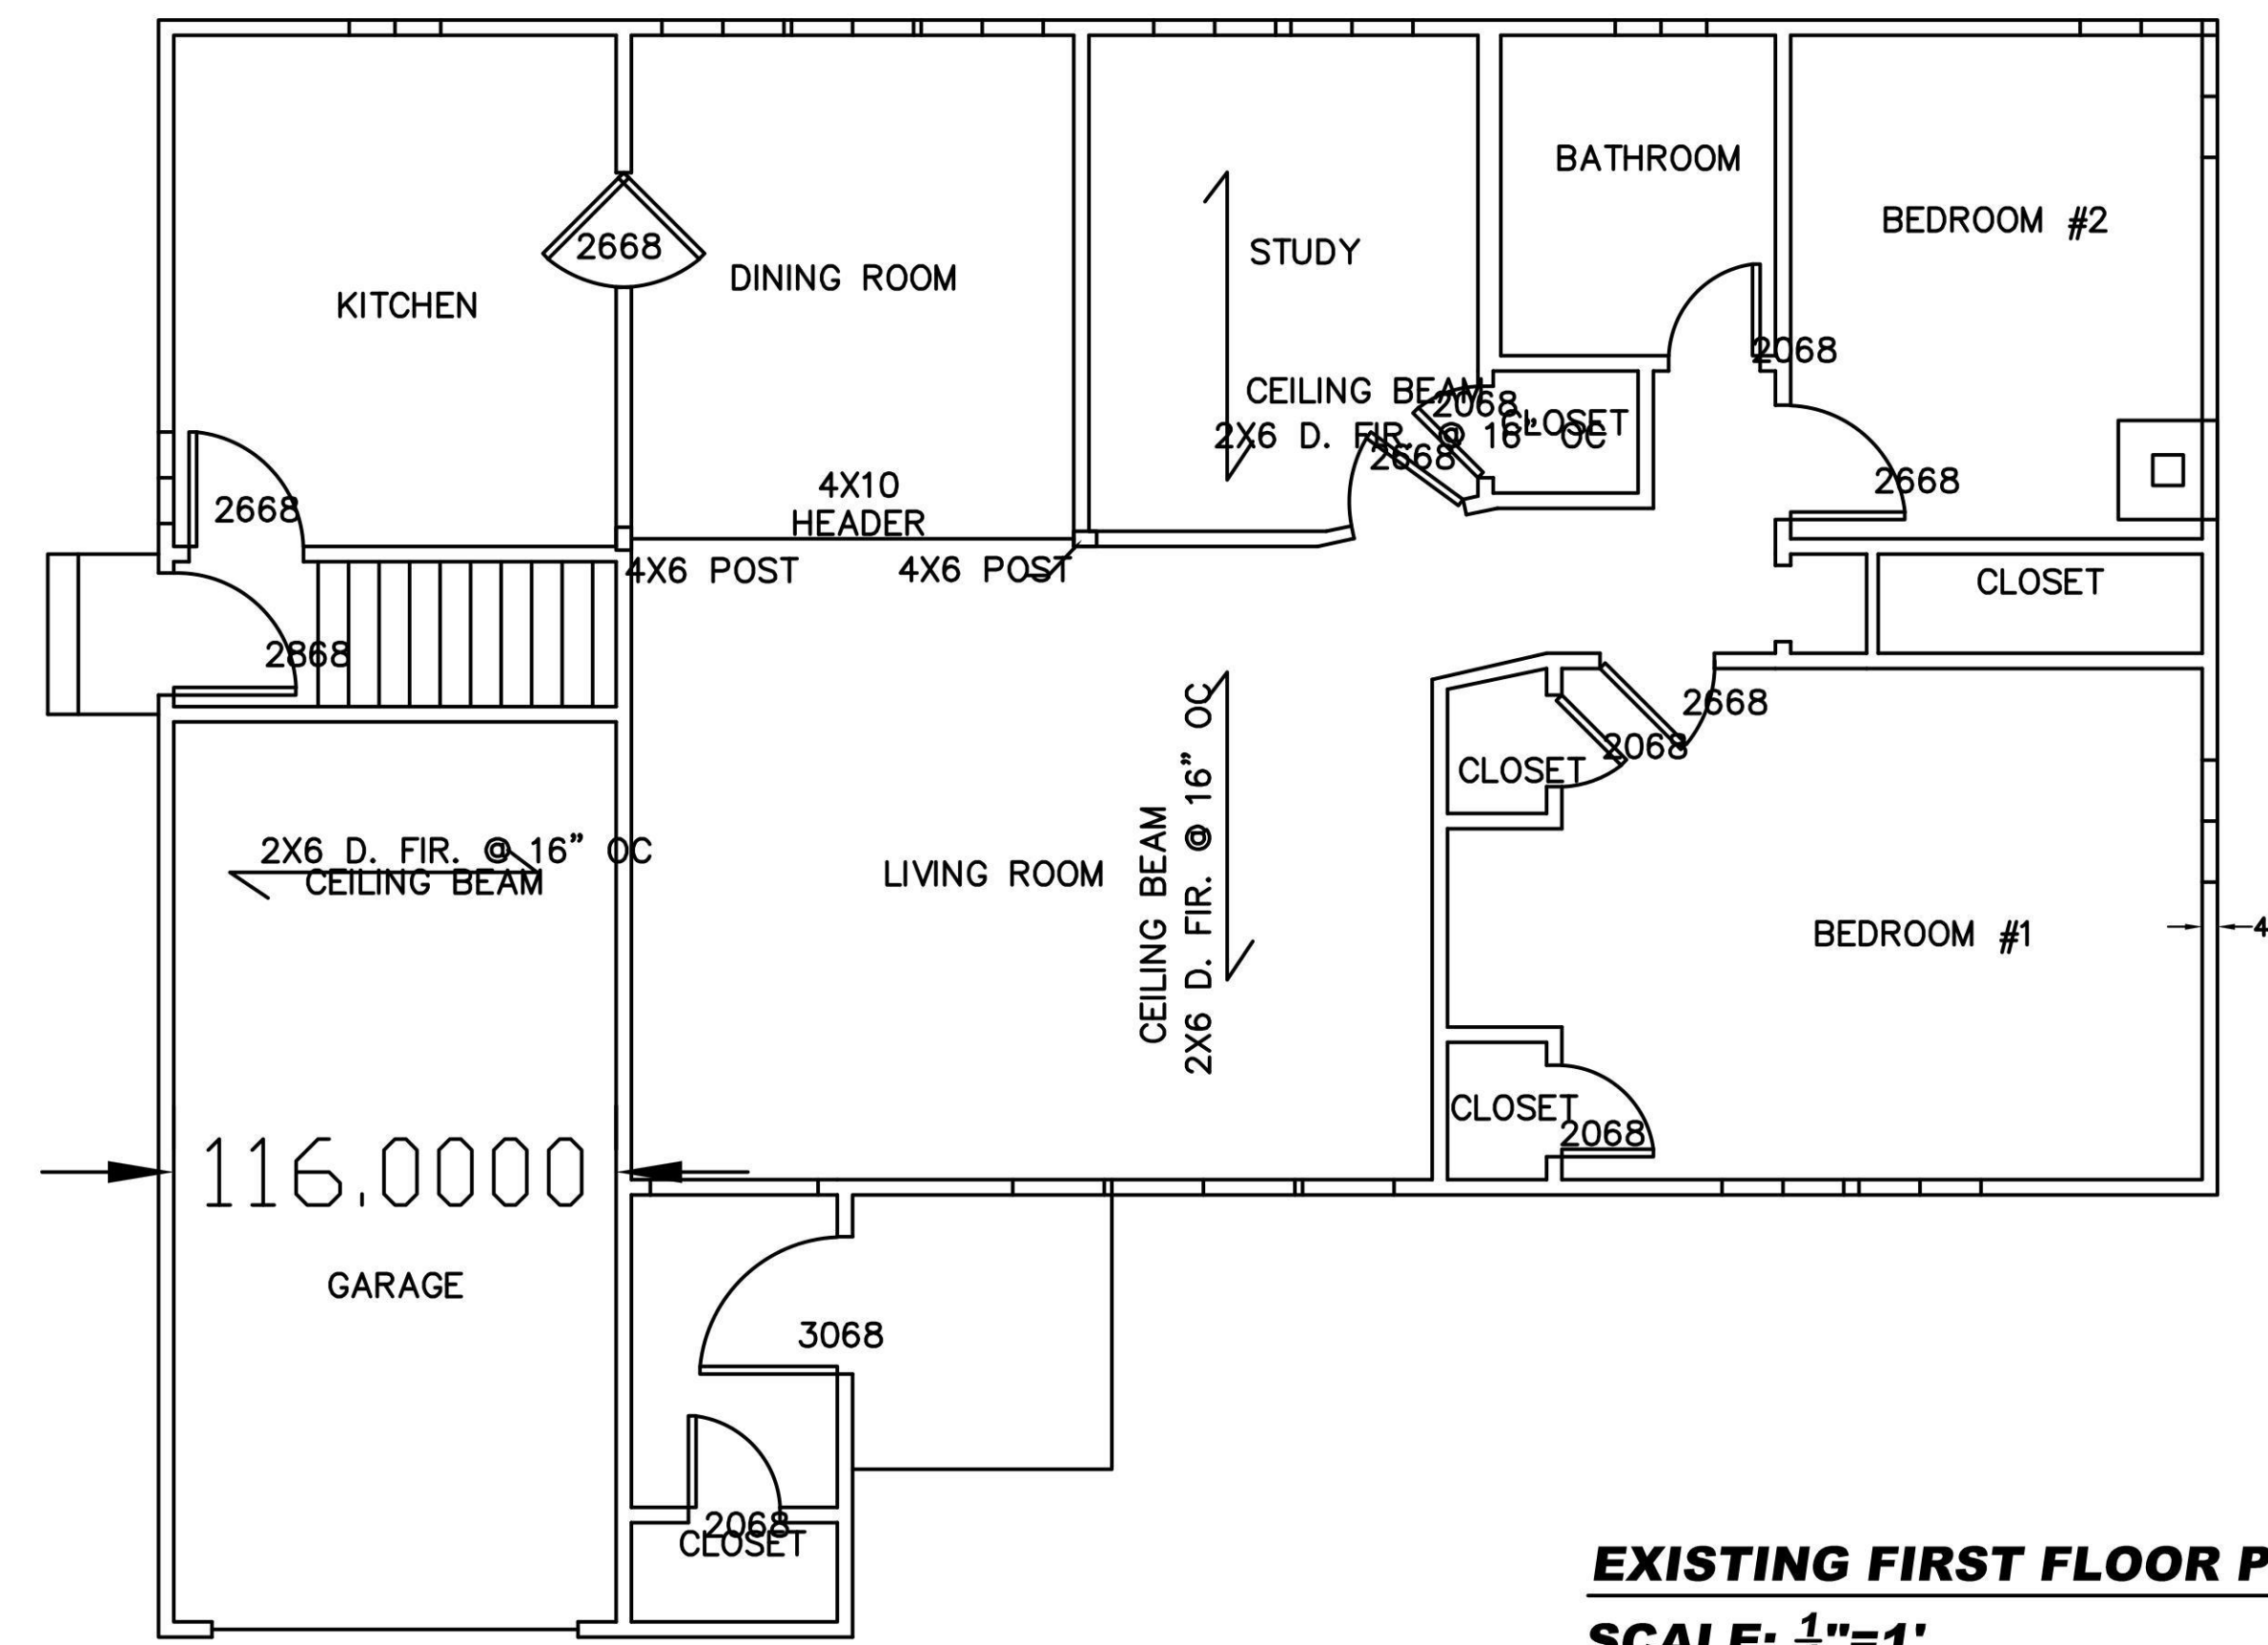 BATHROOM
BEDROOM #2
2668
STUDY
DINING ROOM
KITCHEN
2068
CEILING BEAM
2068
CLOSET
2X6 D. FIR. @ 16" OC
2668
2668
4X10
HEADER
2668
4X6 POST
4X6 POST
CLOSET
2868
2668
2068
CLOSET
2X6 D. FIR. @ 16" OC
CEILING BEAM
LIVING ROOM
CEILING BEAM
2X6 D. FIR. @ 16" OC
BEDROOM #1
4
CLOSET
2068
116.0000
GARAGE
3068
2068
CLOSET
EXISTING FIRST FLOOR